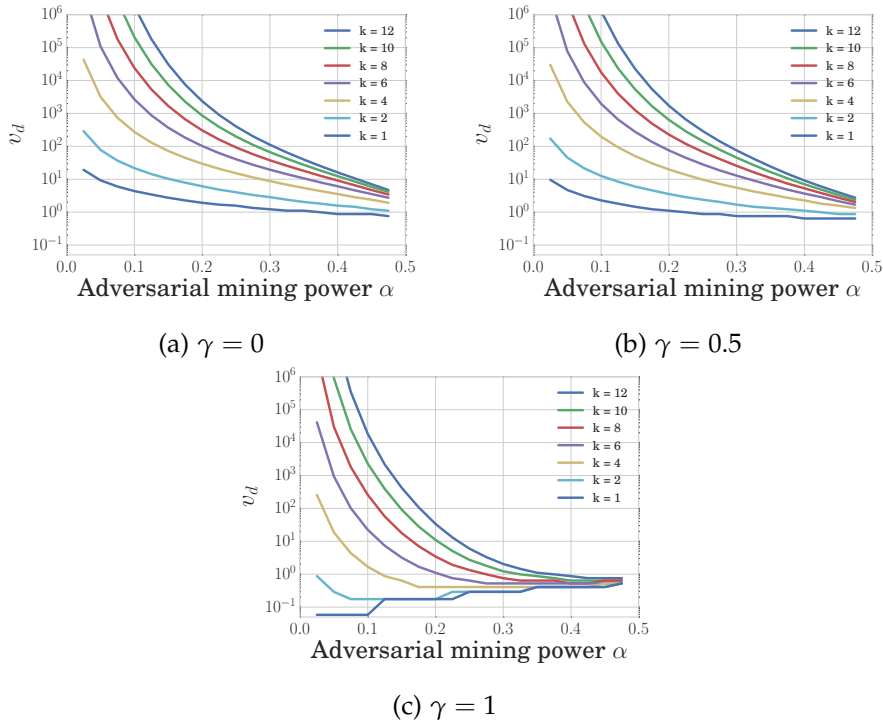 10^6
10^5
10^4
10^3
10^2
10^1
10^0
10^{-1}
v_d
k = 12
k = 10
k = 8
k = 6
k = 4
k = 2
k = 1
0.0 0.1 0.2 0.3 0.4 0.5
Adversarial mining power α
(a) γ = 0
10^6
10^5
10^4
10^3
10^2
10^1
10^0
10^{-1}
v_d
k = 12
k = 10
k = 8
k = 6
k = 4
k = 2
k = 1
0.0 0.1 0.2 0.3 0.4 0.5
Adversarial mining power α
(b) γ = 0.5
10^6
10^5
10^4
10^3
10^2
10^1
10^0
10^{-1}
v_d
k = 12
k = 10
k = 8
k = 6
k = 4
k = 2
k = 1
0.0 0.1 0.2 0.3 0.4 0.5
Adversarial mining power α
(c) γ = 1